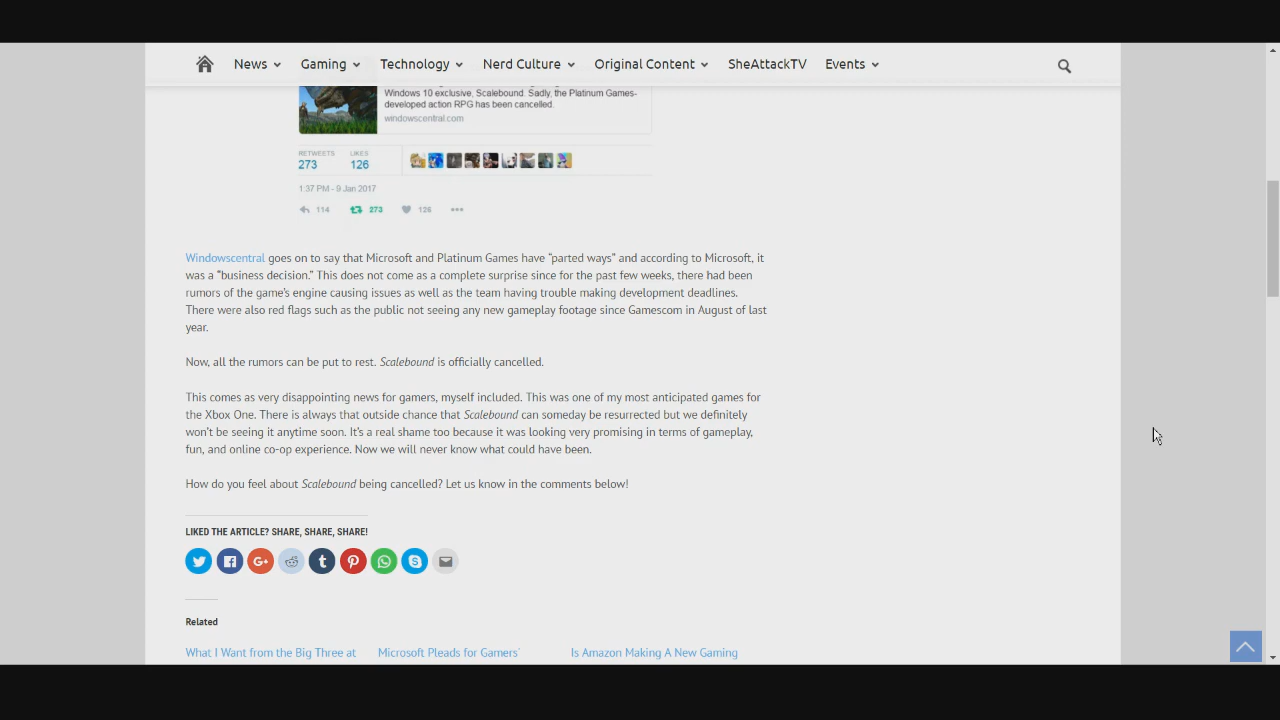 News Gaming Technology Nerd Culture Original Content SheAttackTV Events
Windows 10 exclusive, Scalebound. Sadly, the Platinum Games-
developed action RPG has been cancelled.
windowscentral.com
RETWEETS LIKES
273 126
1:37 PM - 9 Jan 2017
114 273 126
Windowscentral goes on to say that Microsoft and Platinum Games have “parted ways” and according to Microsoft, it
was a “business decision.” This does not come as a complete surprise since for the past few weeks, there had been
rumors of the game’s engine causing issues as well as the team having trouble making development deadlines.
There were also red flags such as the public not seeing any new gameplay footage since Gamescom in August of last
year.
Now, all the rumors can be put to rest. Scalebound is officially cancelled.
This comes as very disappointing news for gamers, myself included. This was one of my most anticipated games for
the Xbox One. There is always that outside chance that Scalebound can someday be resurrected but we definitely
won’t be seeing it anytime soon. It’s a real shame too because it was looking very promising in terms of gameplay,
fun, and online co-op experience. Now we will never know what could have been.
How do you feel about Scalebound being cancelled? Let us know in the comments below!
LIKED THE ARTICLE? SHARE, SHARE, SHARE!
Related
What I Want from the Big Three at Microsoft Pleads for Gamers’ Is Amazon Making A New Gaming